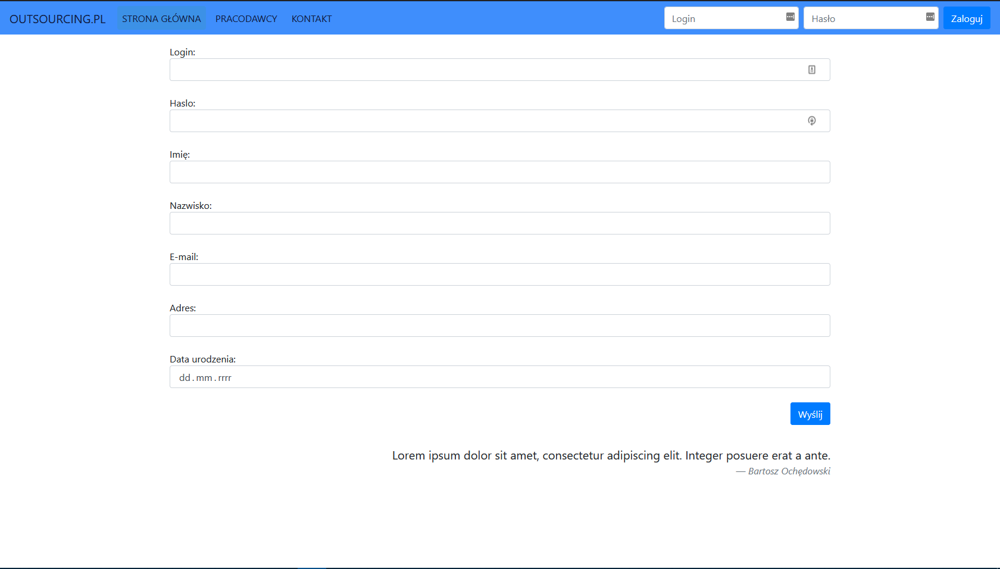 OUTSOURCING.PL STRONA GŁÓWNA PRACODAWCY KONTAKT Login Hasło Zaloguj
Login:
Haslo:
Imię:
Nazwisko:
E-mail:
Adres:
Data urodzenia:
dd.mm.rrrr
Wyślij
Lorem ipsum dolor sit amet, consectetur adipiscing elit. Integer posuere erat a ante.
— Bartosz Ochędowski